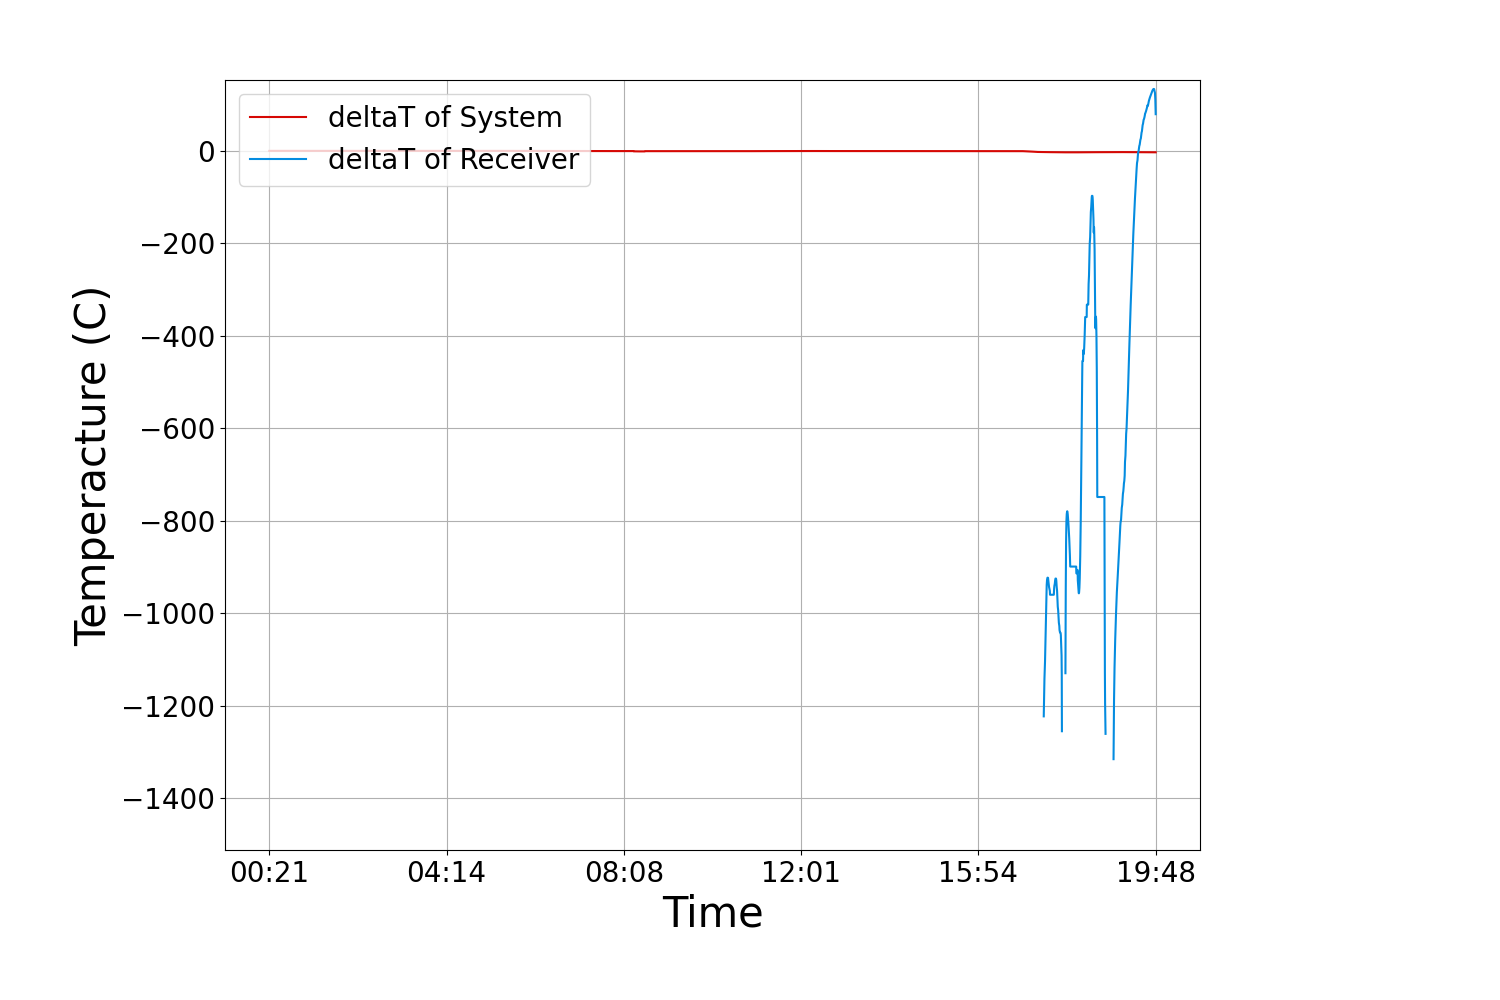 deltaT of System
deltaT of Receiver
0
−200
−400
−600
−800
−1000
−1200
−1400
Temperacture (C)
00:21 04:14 08:08 12:01 15:54 19:48
Time